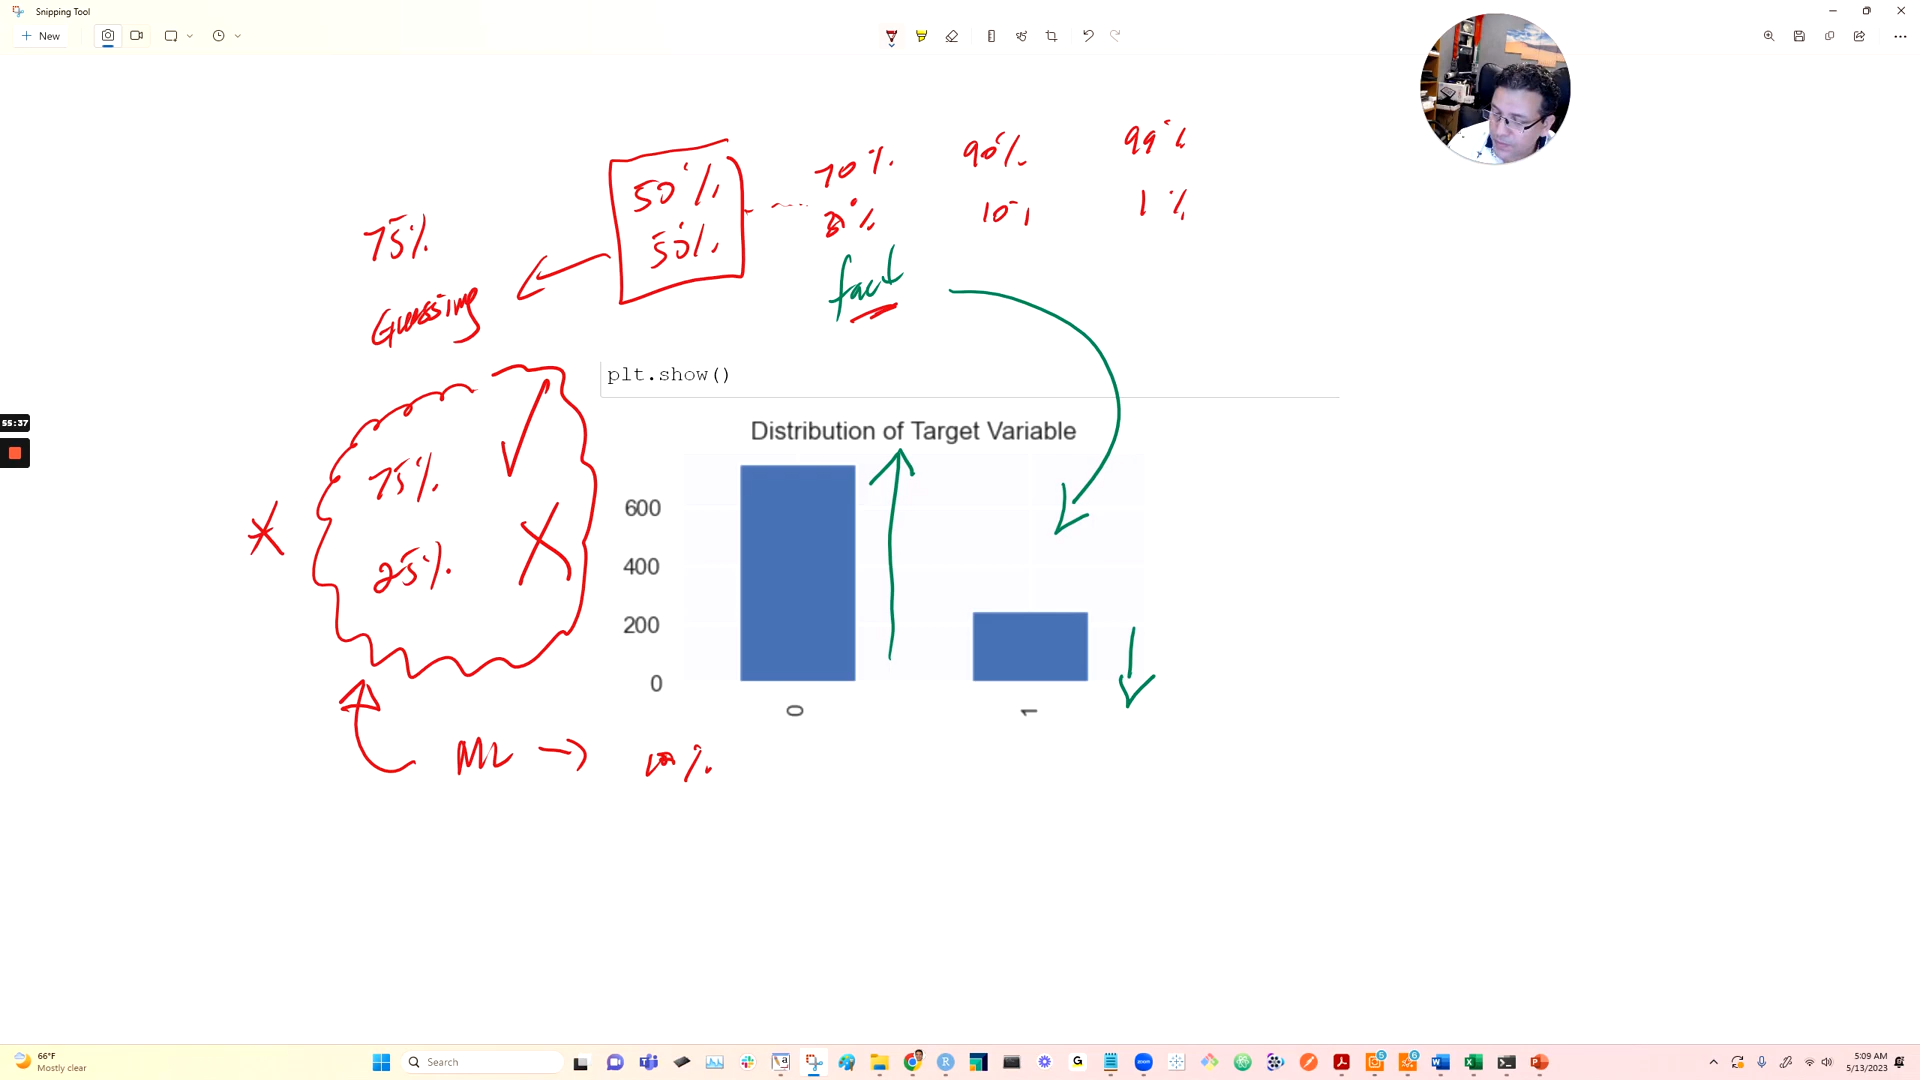 Snipping Tool
New
70% 90% 99%
50%
50%
10% 1%
75%
Guessing
fact
plt.show()
55:37
Distribution of Target Variable
75%
25%
600
400
200
0
0 1
ML →
66°F
Mostly clear
Search
5:09 AM
5/13/2023